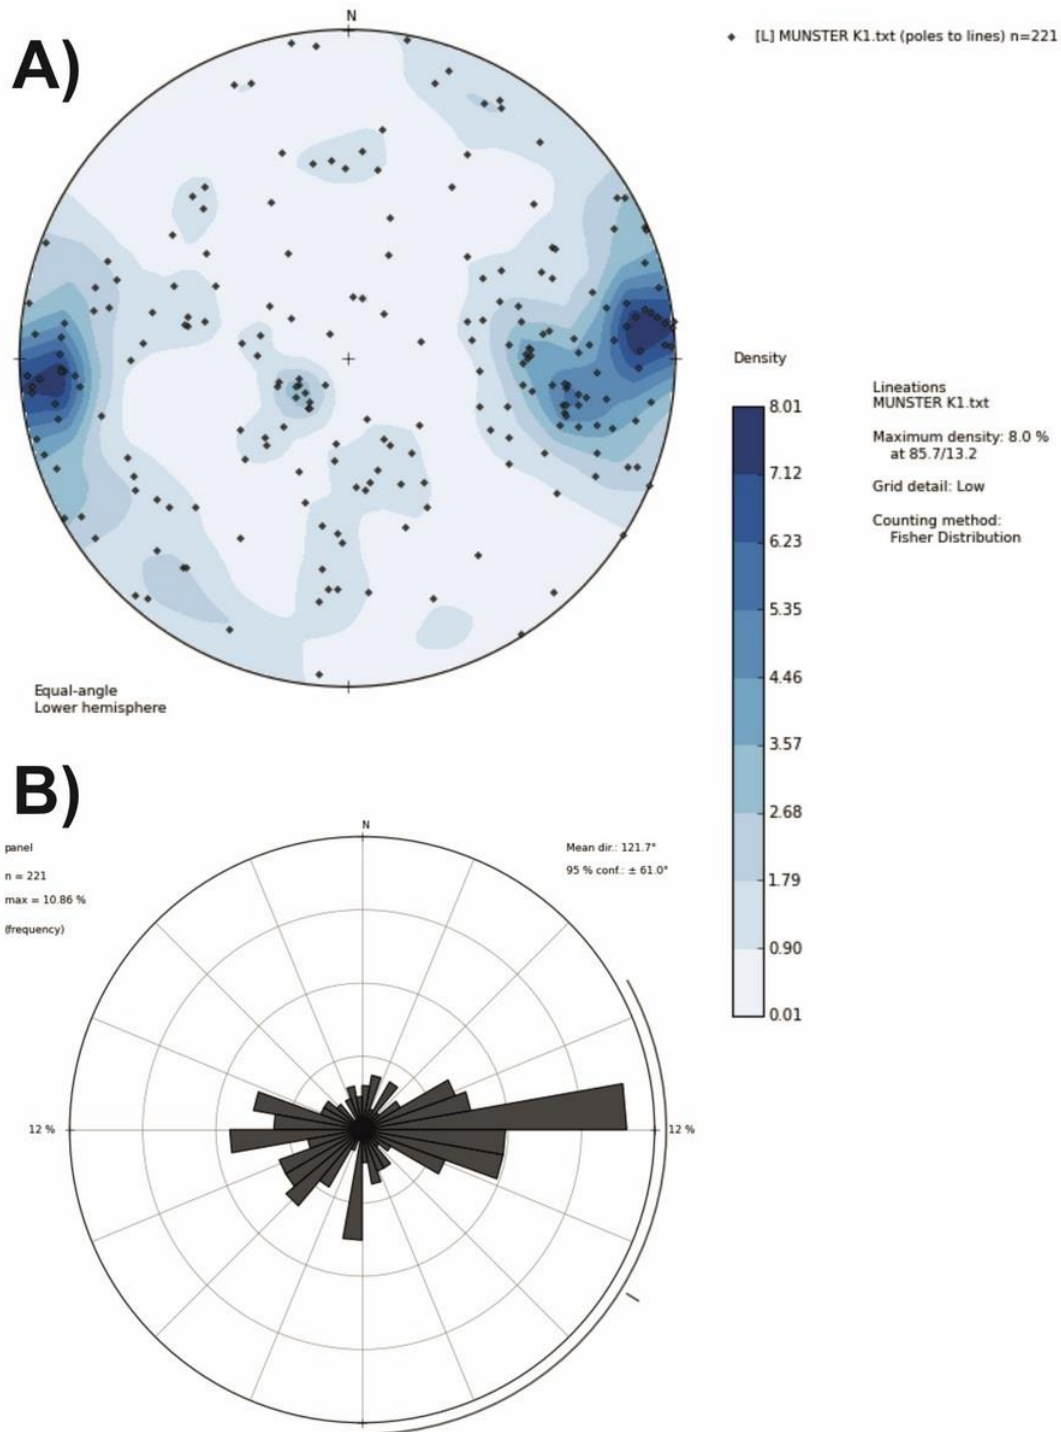 A)
N
[L] MUNSTER K1.txt (poles to lines) n=221
Density
8.01
7.12
6.23
5.35
4.46
3.57
2.68
1.79
0.90
0.01
Lineations
MUNSTER K1.txt
Maximum density: 8.0 %
at 85.7/13.2
Grid detail: Low
Counting method:
Fisher Distribution
Equal-angle
Lower hemisphere
B)
N
panel
n = 221
max = 10.86 %
(frequency)
Mean dir.: 121.7°
95 % conf.: ± 61.0°
12 %
12 %